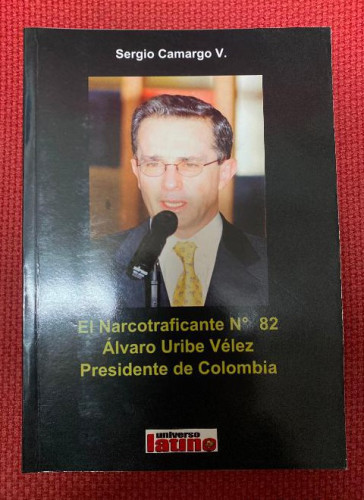 Sergio Camargo V.
El Narcotraficante N° 82
Álvaro Uribe Vélez
Presidente de Colombia
universo
latino